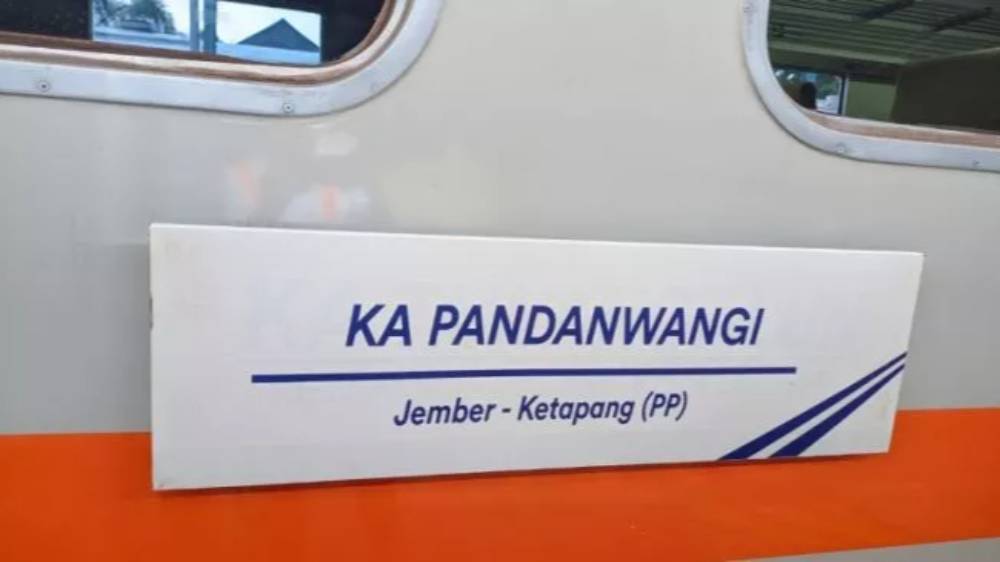 KA PANDANWANGI
Jember - Ketapang (PP)